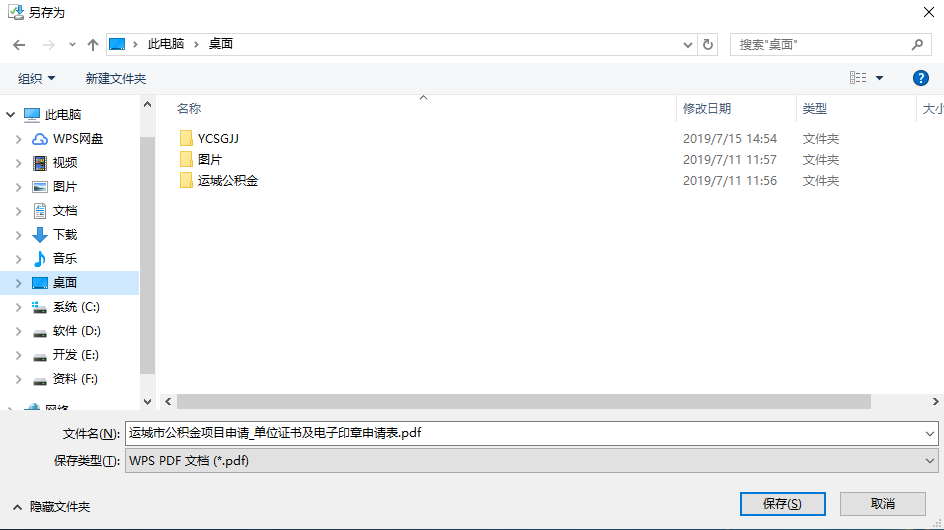 另存为
此电脑 › 桌面
搜索"桌面"
组织
新建文件夹
此电脑
WPS网盘
视频
图片
文档
下载
音乐
桌面
系统 (C:)
软件 (D:)
开发 (E:)
资料 (F:)
网络
名称 修改日期 类型 大小
YCSGJJ 2019/7/15 14:54 文件夹
图片 2019/7/11 11:57 文件夹
运城公积金 2019/7/11 11:56 文件夹
文件名(N): 运城市公积金项目申请_单位证书及电子印章申请表.pdf
保存类型(T): WPS PDF 文档 (*.pdf)
隐藏文件夹
保存(S)
取消